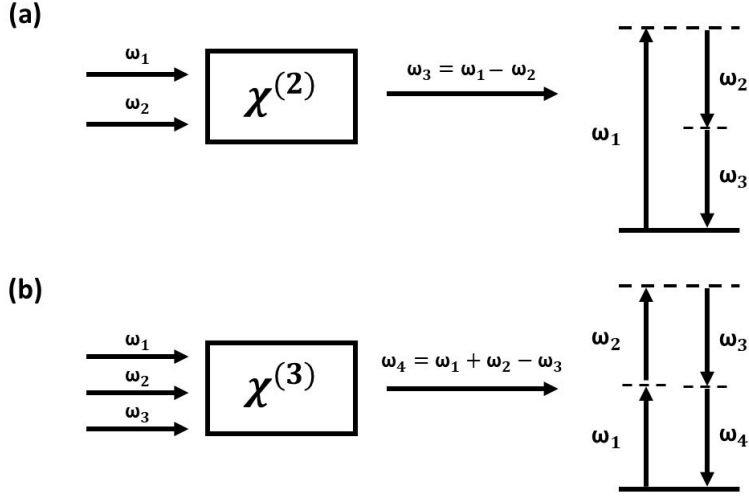 (a)
ω₁
ω₂
χ⁽²⁾
ω₃ = ω₁ − ω₂
ω₁
ω₂
ω₃
(b)
ω₁
ω₂
ω₃
χ⁽³⁾
ω₄ = ω₁ + ω₂ − ω₃
ω₂
ω₃
ω₁
ω₄